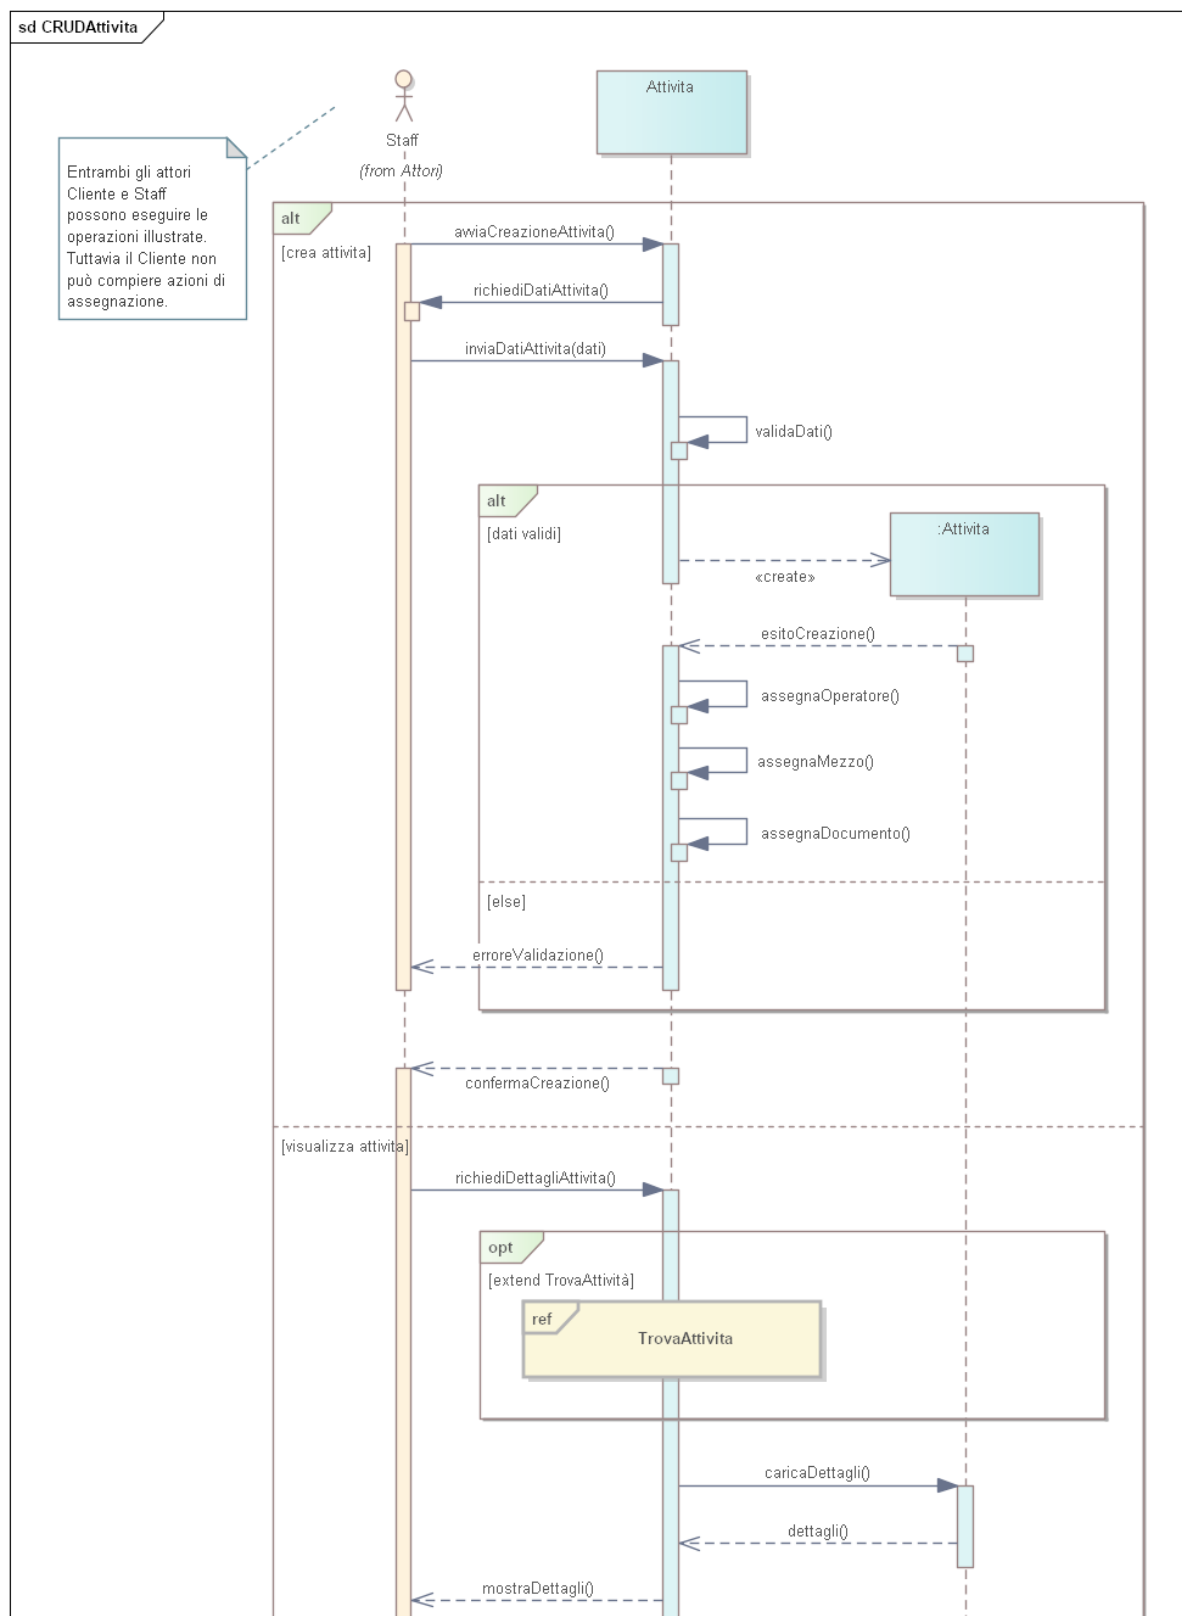 sd CRUDAttivita
Attivita
Staff
(from Attori)
Entrambi gli attori
Cliente e Staff
possono eseguire le
operazioni illustrate.
Tuttavia il Cliente non
può compiere azioni di
assegnazione.
alt
[crea attivita]
avviaCreazioneAttivita()
richiediDatiAttivita()
inviaDatiAttivita(dati)
validaDati()
alt
[dati validi]
:Attivita
«create»
esitoCreazione()
assegnaOperatore()
assegnaMezzo()
assegnaDocumento()
[else]
erroreValidazione()
confermaCreazione()
[visualizza attivita]
richiediDettagliAttivita()
opt
[extend TrovaAttività]
ref
TrovaAttivita
caricaDettagli()
dettagli()
mostraDettagli()